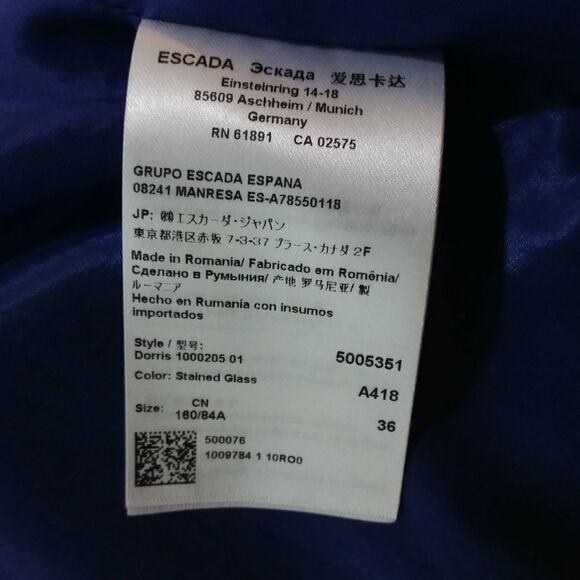 ESCADA Эскада 爱思卡达
Einsteinring 14-18
85609 Aschheim / Munich
Germany
RN 61891 CA 02575
GRUPO ESCADA ESPANA
08241 MANRESA ES-A78550118
JP: ㈱エスカーダ・ジャパン
東京都港区赤坂 7-3-37 プラース・カナダ 2F
Made in Romania/ Fabricado em Romênia/
Сделано в Румыния/ 产地 罗马尼亚/ 製
ルーマニア
Hecho en Rumanía con insumos
importados
Style / 型号:
Dorris 1000205 01 5005351
Color: Stained Glass A418
Size: CN 160/84A 36
500076
1009784 1 10RO0